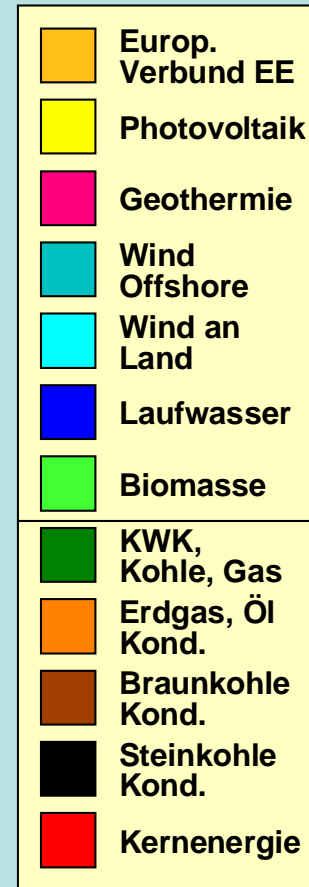 Europ.
Verbund EE
Photovoltaik
Geothermie
Wind
Offshore
Wind an
Land
Laufwasser
Biomasse
KWK,
Kohle, Gas
Erdgas, Öl
Kond.
Braunkohle
Kond.
Steinkohle
Kond.
Kernenergie